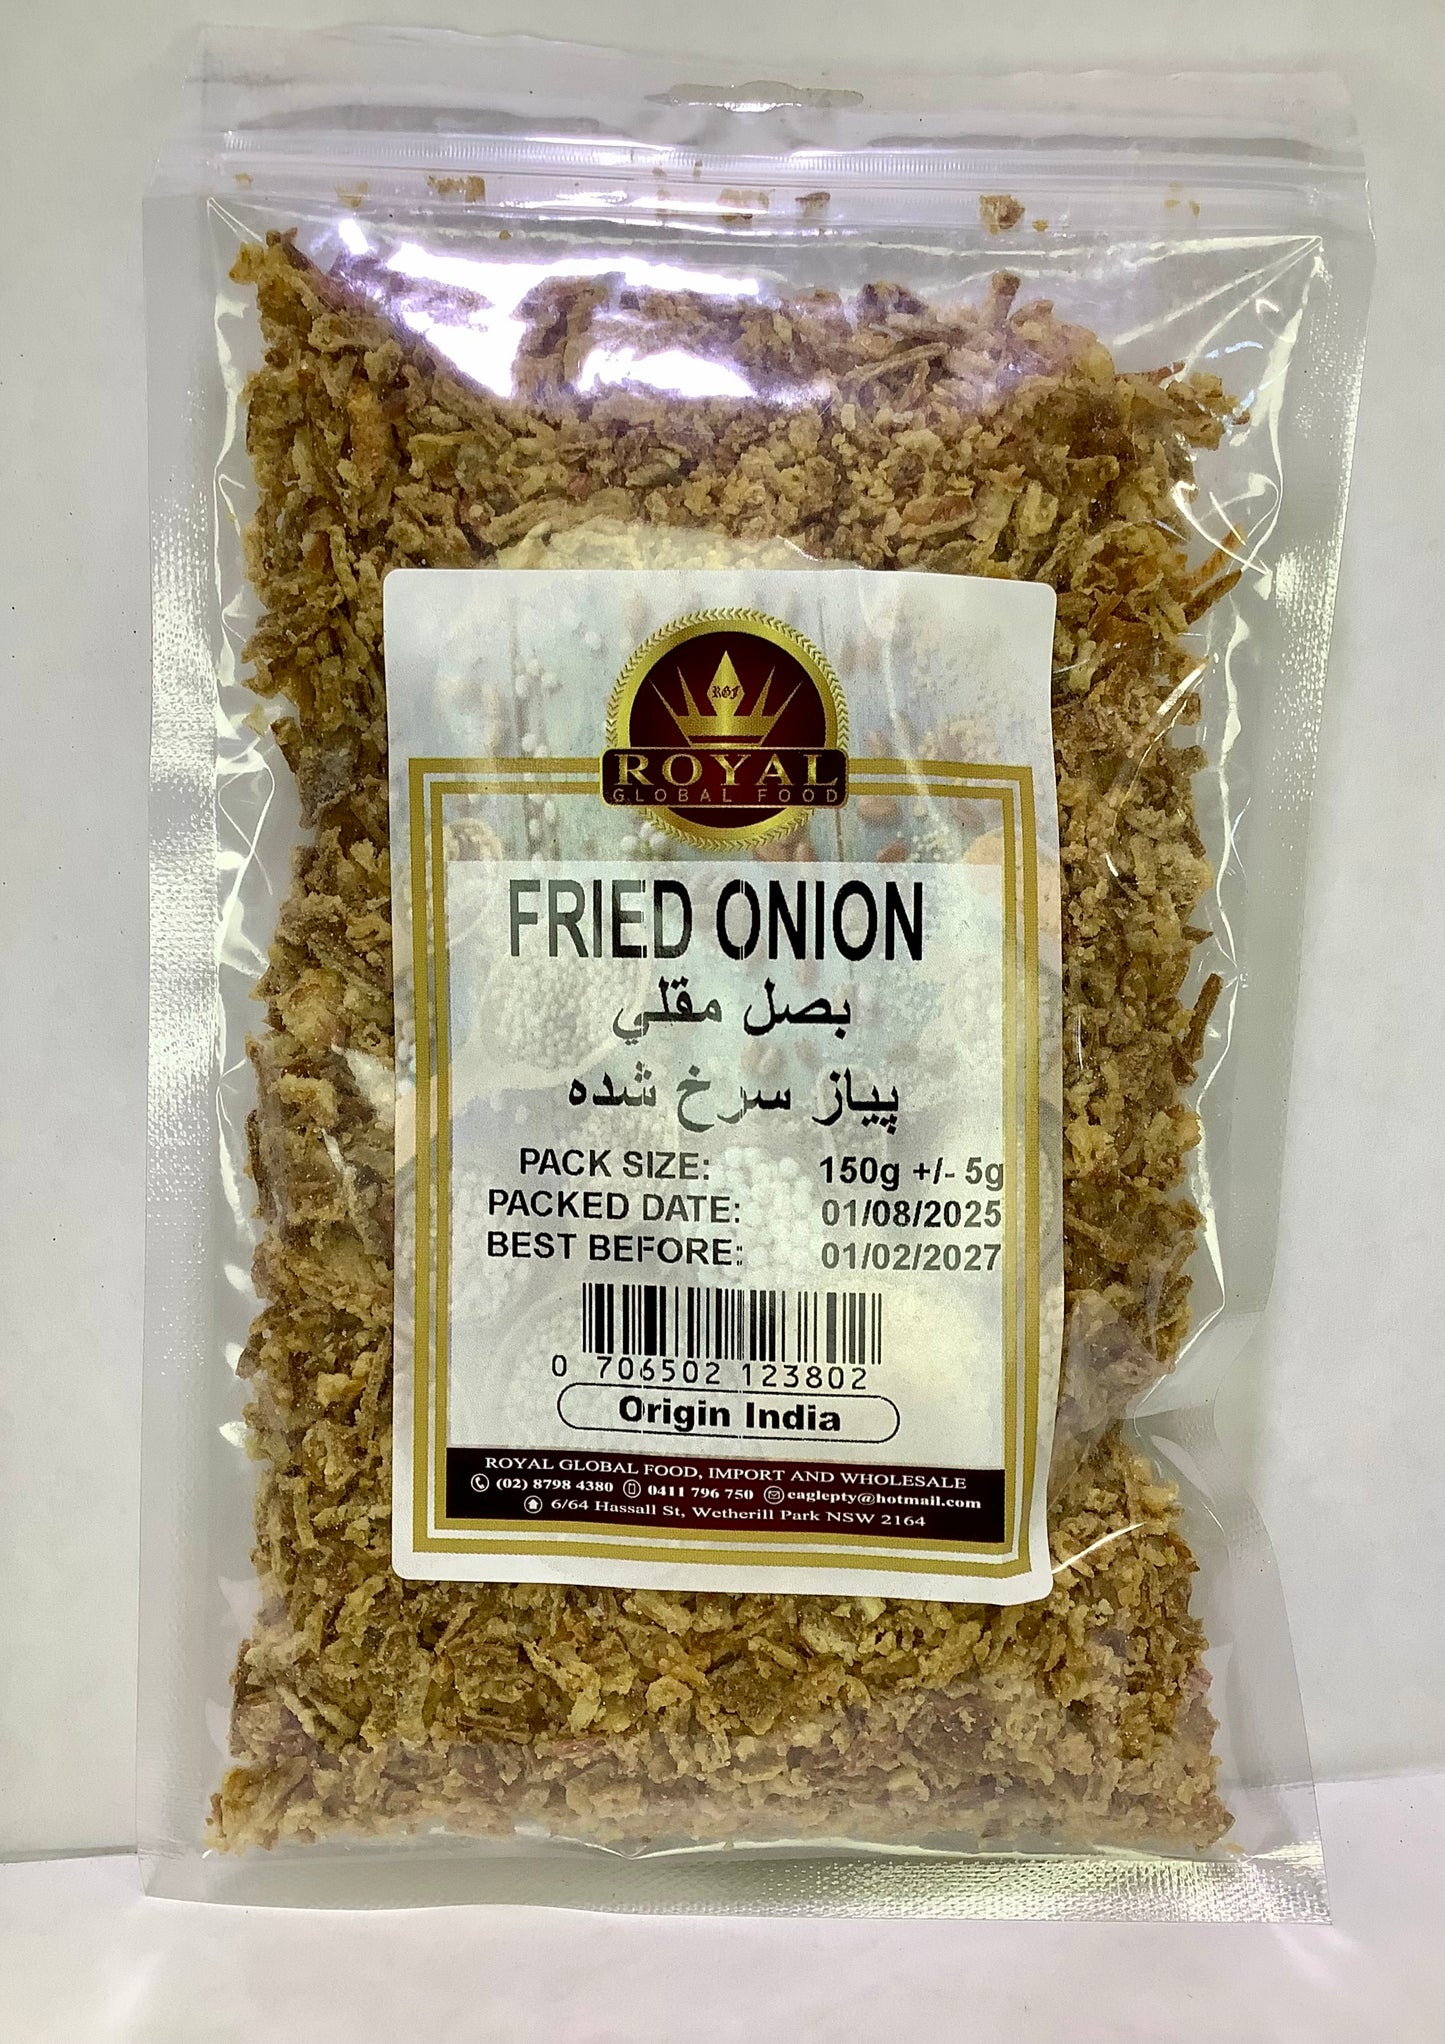 RGF
ROYAL
GLOBAL FOOD
FRIED ONION
بصل مقلي
پیاز سرخ شده
PACK SIZE: 150g +/- 5g
PACKED DATE: 01/08/2025
BEST BEFORE: 01/02/2027
0 706502 123802
Origin India
ROYAL GLOBAL FOOD, IMPORT AND WHOLESALE
(02) 8798 4380 0411 796 750 eaglepty@hotmail.com
6/64 Hassall St, Wetherill Park NSW 2164